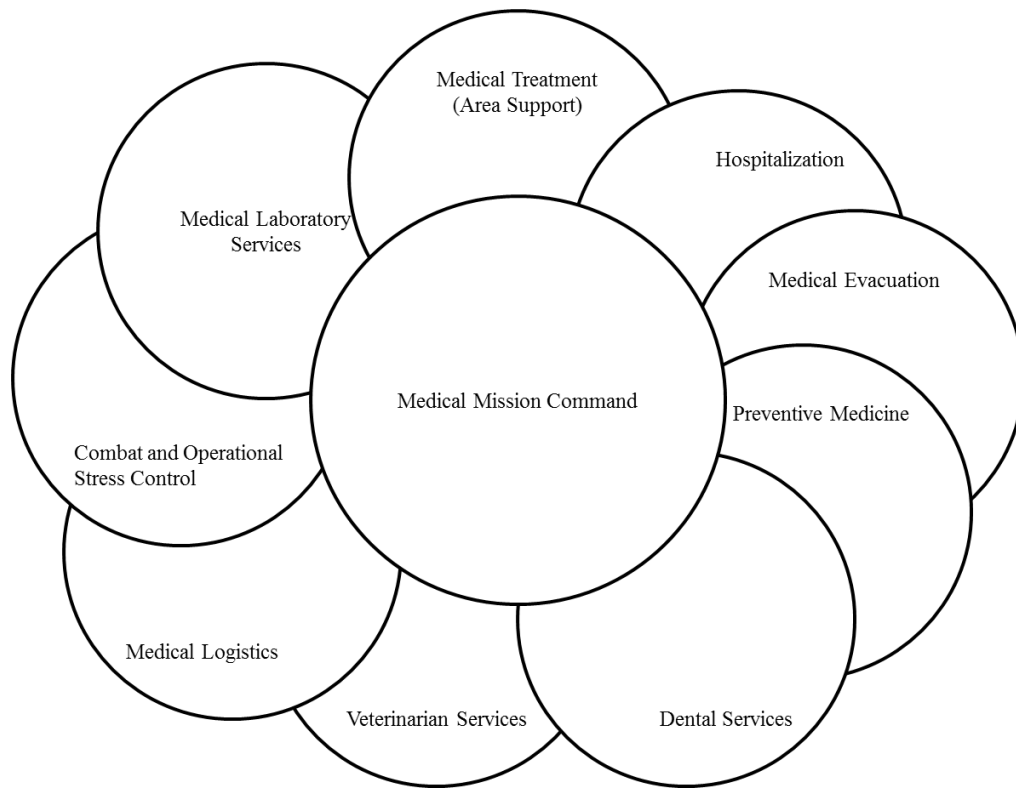 Medical Treatment
(Area Support)
Hospitalization
Medical Laboratory
Services
Medical Evacuation
Medical Mission Command
Preventive Medicine
Combat and Operational
Stress Control
Medical Logistics
Veterinarian Services
Dental Services